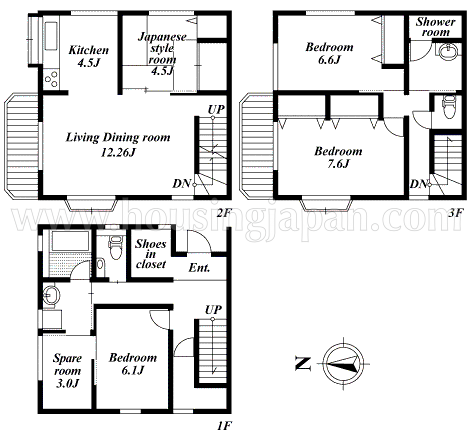 Kitchen
4.5J
Japanese
style
room
4.5J
Living Dining room
12.26J
UP
DN
2F
Shower
room
Bedroom
6.6J
Bedroom
7.6J
DN
3F
www.housingjapan.com
Shoes
in
closet
Ent.
UP
Spare
room
3.0J
Bedroom
6.1J
1F
N